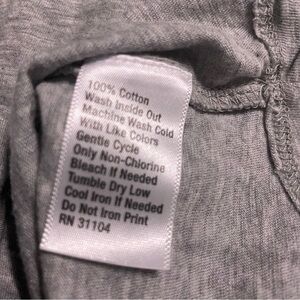 100% Cotton
Wash Inside Out
Machine Wash Cold
With Like Colors
Gentle Cycle
Only Non-Chlorine
Bleach If Needed
Tumble Dry Low
Cool Iron If Needed
Do Not Iron Print
RN 31104